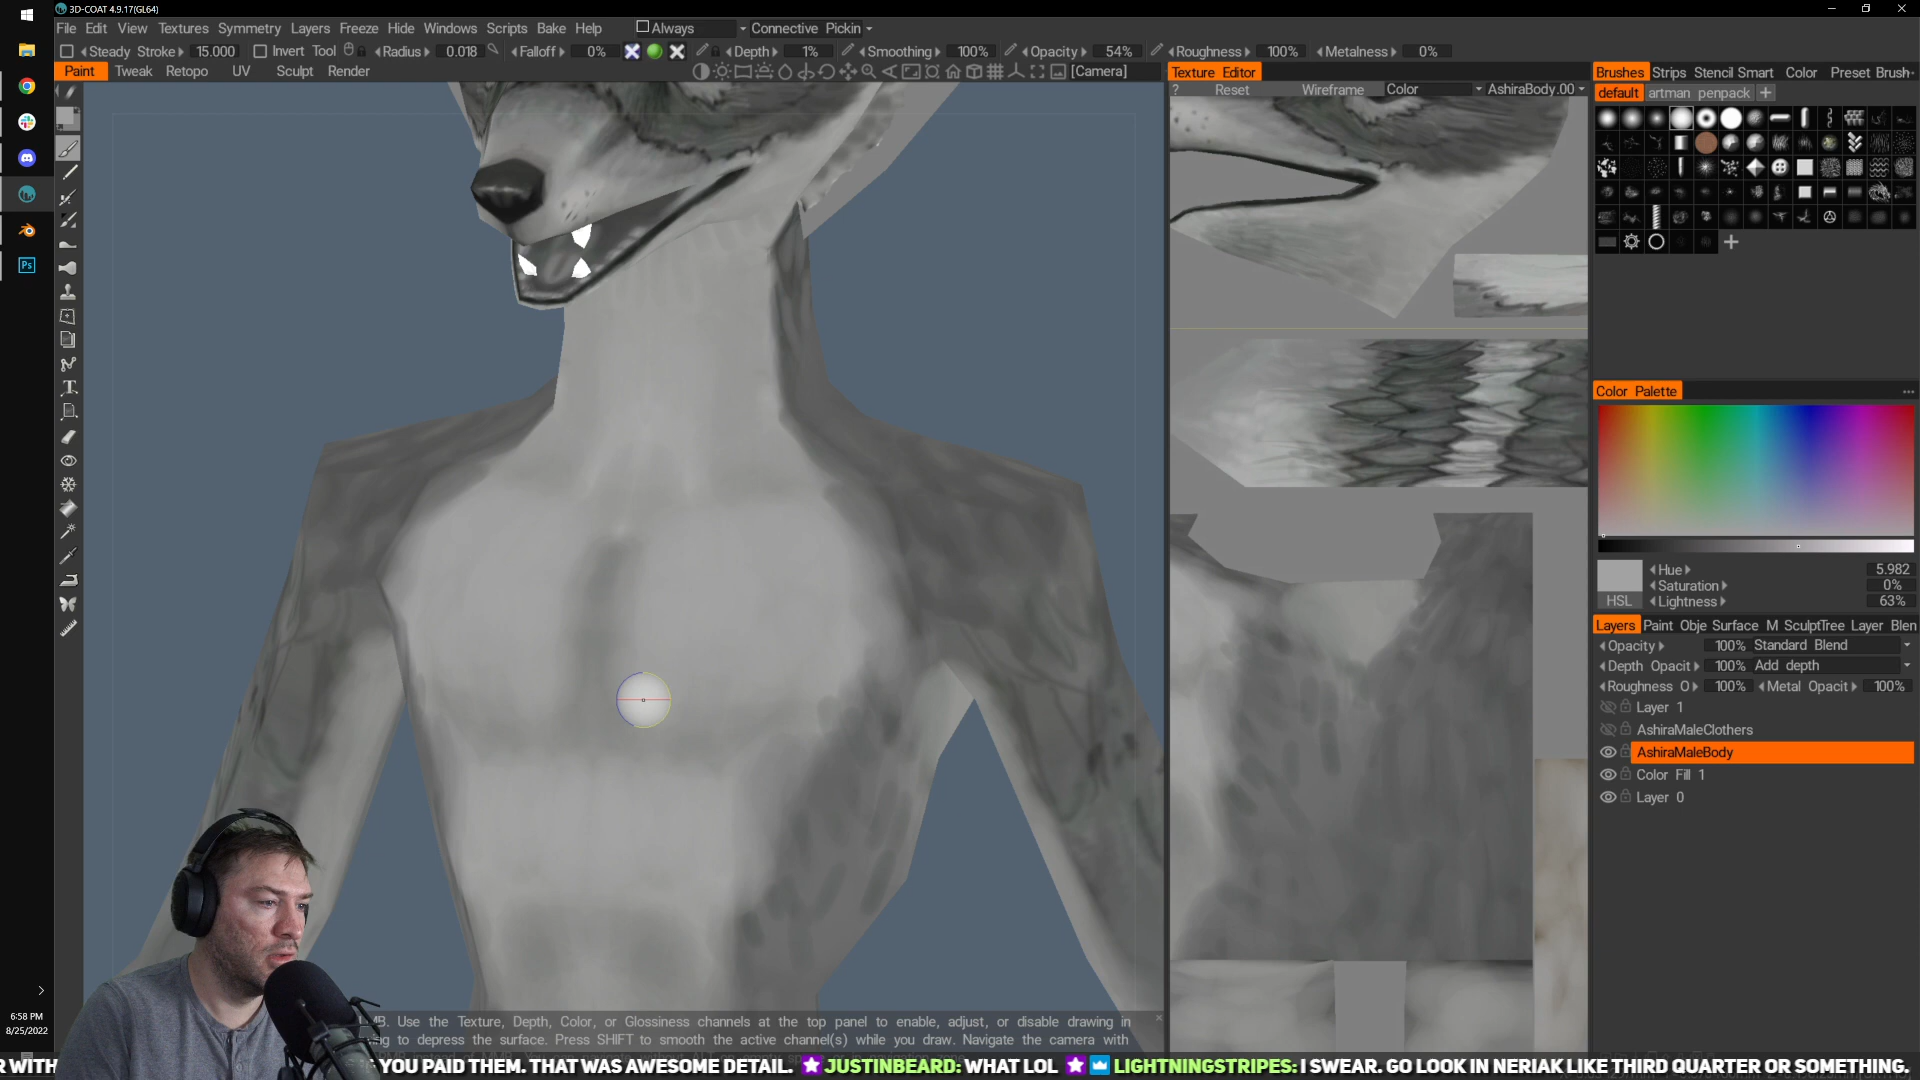 3D-COAT 4.9.17(GL64)
File Edit View Textures Symmetry Layers Freeze Hide Windows Scripts Bake Help Always Connective Pickin
Steady Stroke 15.000 Invert Tool Radius 0.018 Falloff 0% Depth 1% Smoothing 100% Opacity 54% Roughness 100% Metalness 0%
Paint Tweak Retopo UV Sculpt Render [Camera]
Texture Editor
? Reset Wireframe Color AshiraBody.00
Brushes Strips Stencil Smart Color Preset Brush
default artman penpack
Color Palette
Hue 5.982
Saturation 0%
HSL Lightness 63%
Layers Paint Obje Surface M SculptTree Layer Blen
Opacity 100% Standard Blend
Depth Opacit 100% Add depth
Roughness O 100% Metal Opacit 100%
Layer 1
AshiraMaleClothers
AshiraMaleBody
Color Fill 1
Layer 0
Ps
6:58 PM
8/25/2022
MB. Use the Texture, Depth, Color, or Glossiness channels at the top panel to enable, adjust, or disable drawing in
to depress the surface. Press SHIFT to smooth the active channel(s) while you draw. Navigate the camera with
R WITH YOU PAID THEM. THAT WAS AWESOME DETAIL. JUSTINBEARD: WHAT LOL LIGHTNINGSTRIPES: I SWEAR. GO LOOK IN NERIAK LIKE THIRD QUARTER OR SOMETHING.